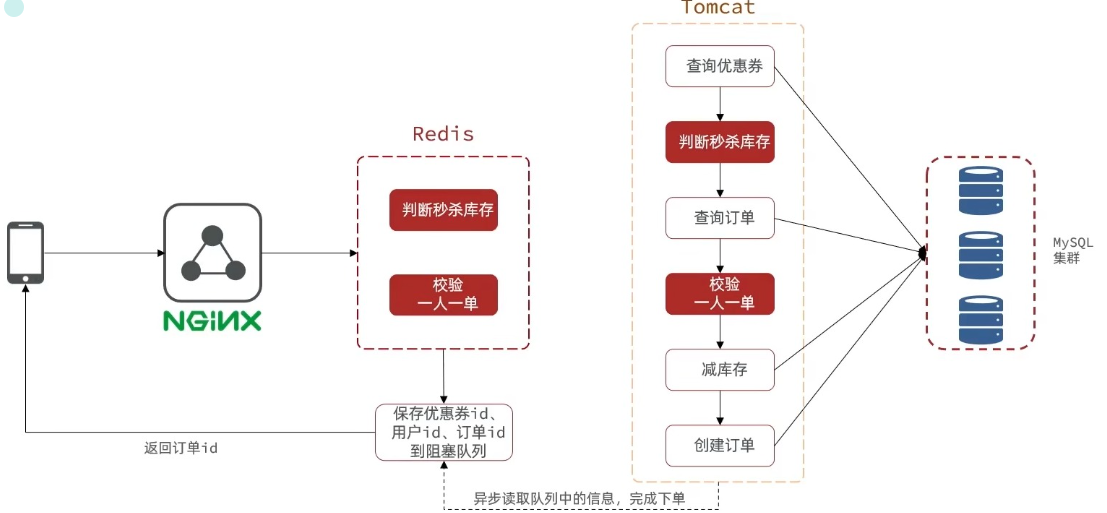 Tomcat
查询优惠券
判断秒杀库存
查询订单
校验
一人一单
减库存
创建订单
Redis
判断秒杀库存
校验
一人一单
NGINX
保存优惠券id、
用户id、订单id
到阻塞队列
返回订单id
异步读取队列中的信息，完成下单
MySQL
集群